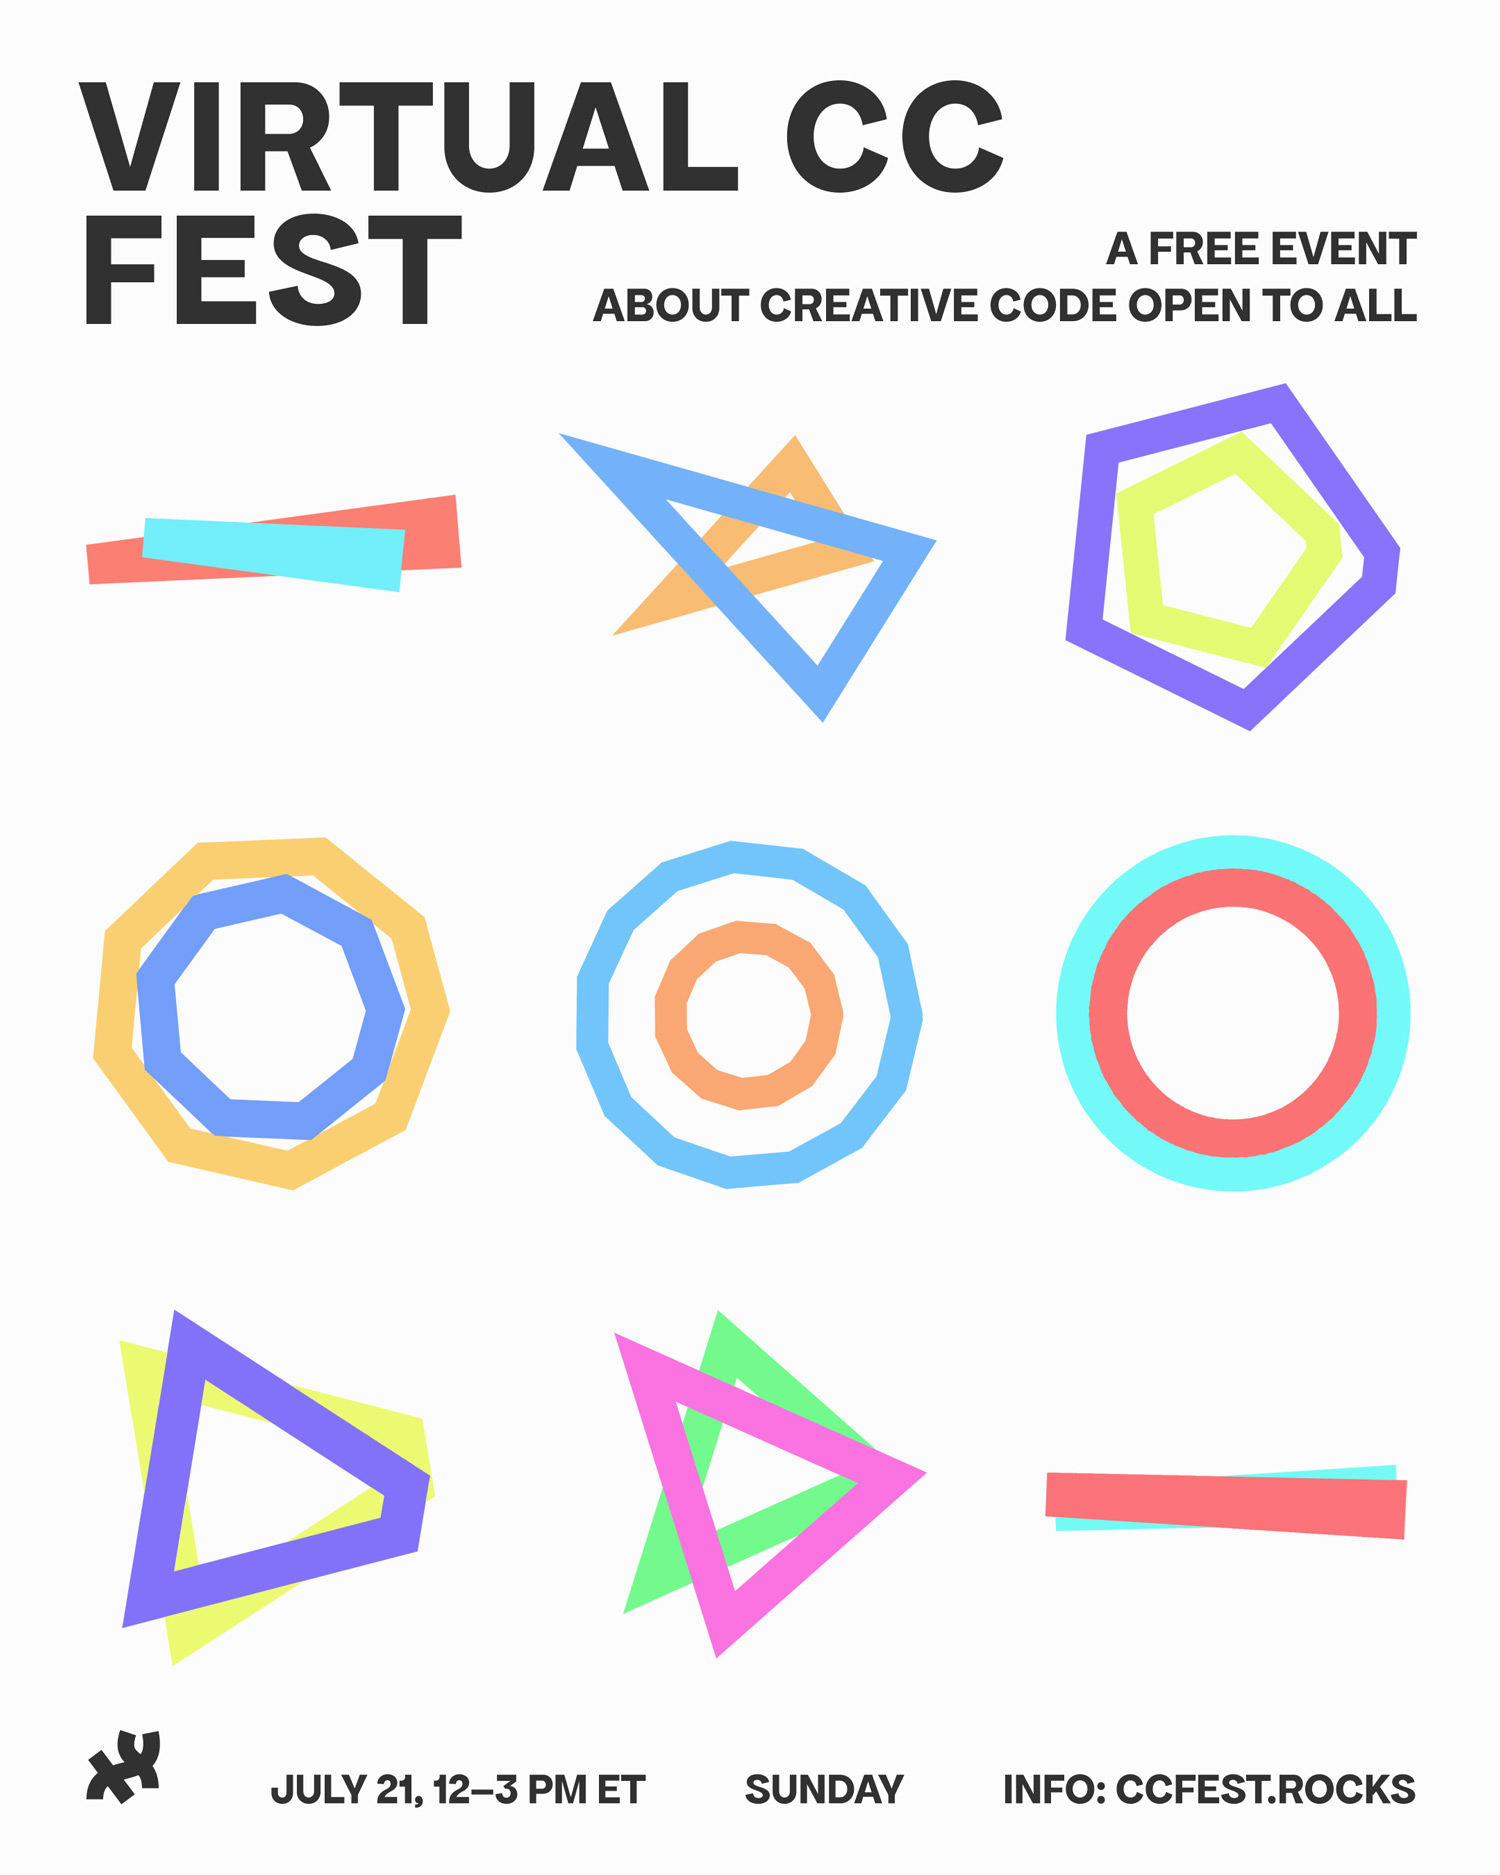 VIRTUAL CC
FEST
A FREE EVENT
ABOUT CREATIVE CODE OPEN TO ALL
JULY 21, 12–3 PM ET
SUNDAY
INFO: CCFEST.ROCKS